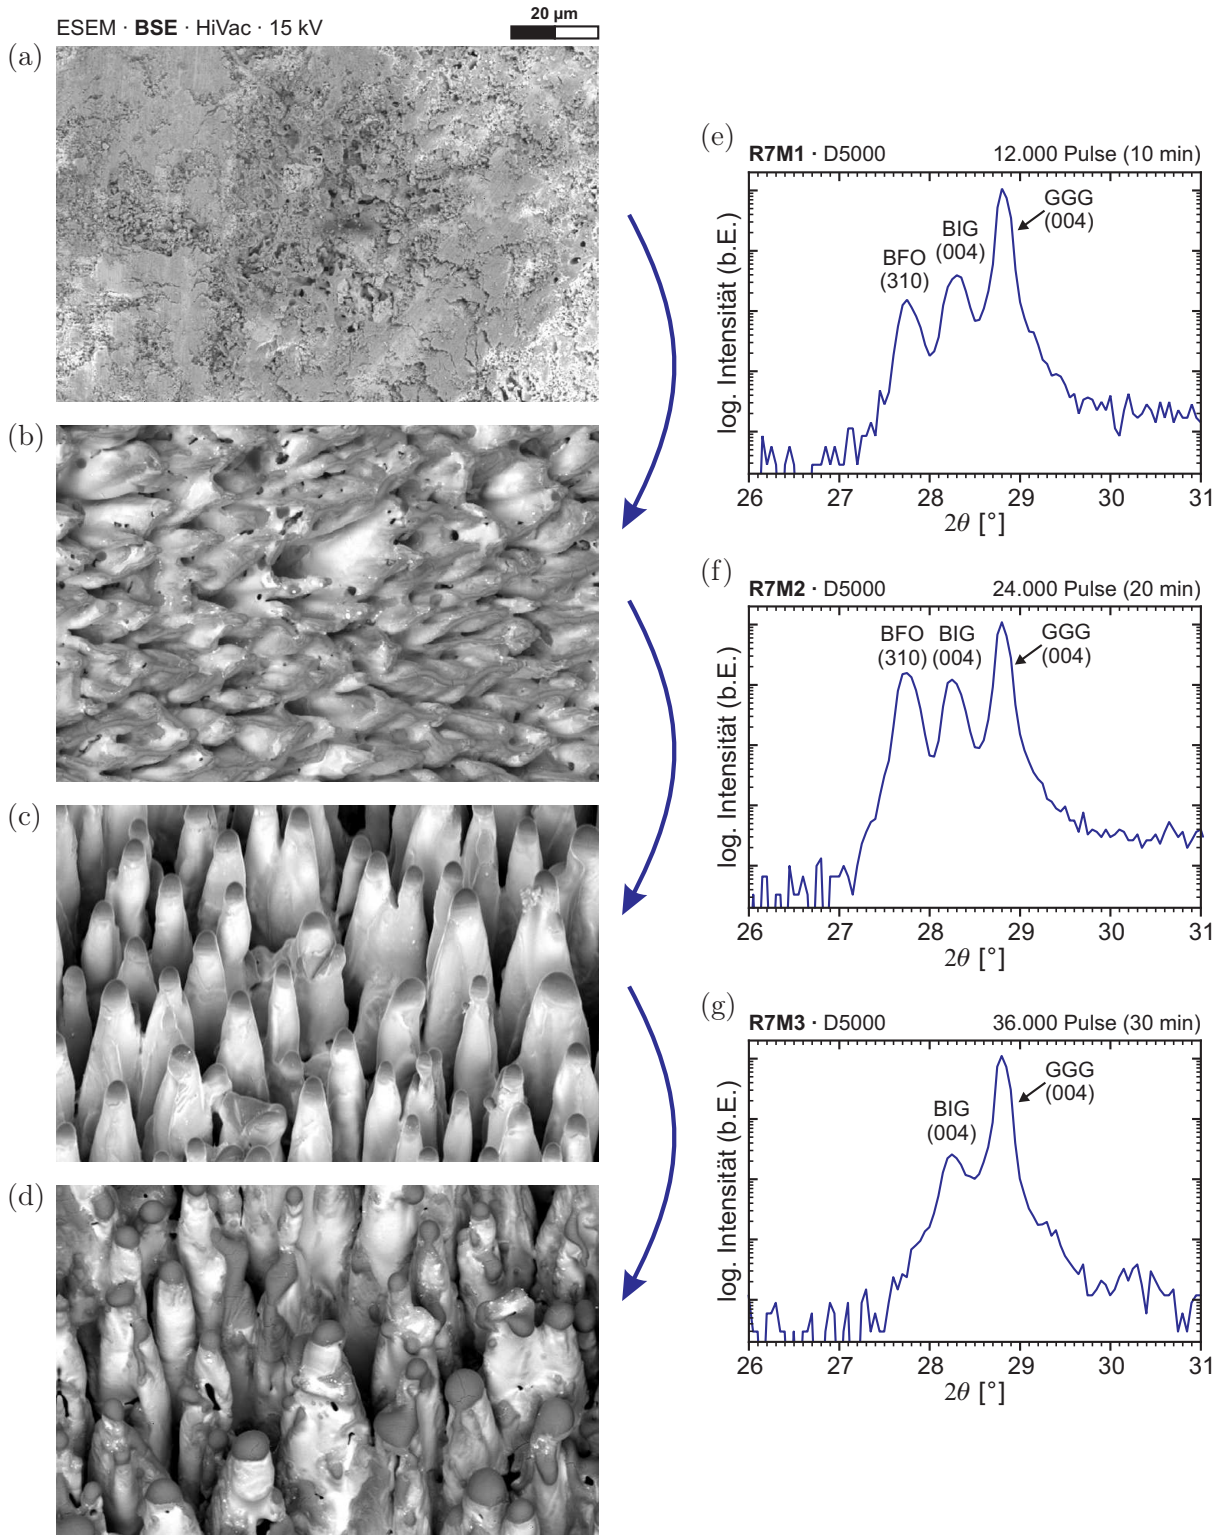 ESEM · BSE · HiVac · 15 kV
20 µm
(a)
(b)
(c)
(d)
(e)
R7M1 · D5000 12.000 Pulse (10 min)
log. Intensität (b.E.)
BFO
(310)
BIG
(004)
GGG
(004)
26 27 28 29 30 31
2θ [°]
(f)
R7M2 · D5000 24.000 Pulse (20 min)
log. Intensität (b.E.)
BFO BIG
(310) (004)
GGG
(004)
26 27 28 29 30 31
2θ [°]
(g)
R7M3 · D5000 36.000 Pulse (30 min)
log. Intensität (b.E.)
BIG
(004)
GGG
(004)
26 27 28 29 30 31
2θ [°]